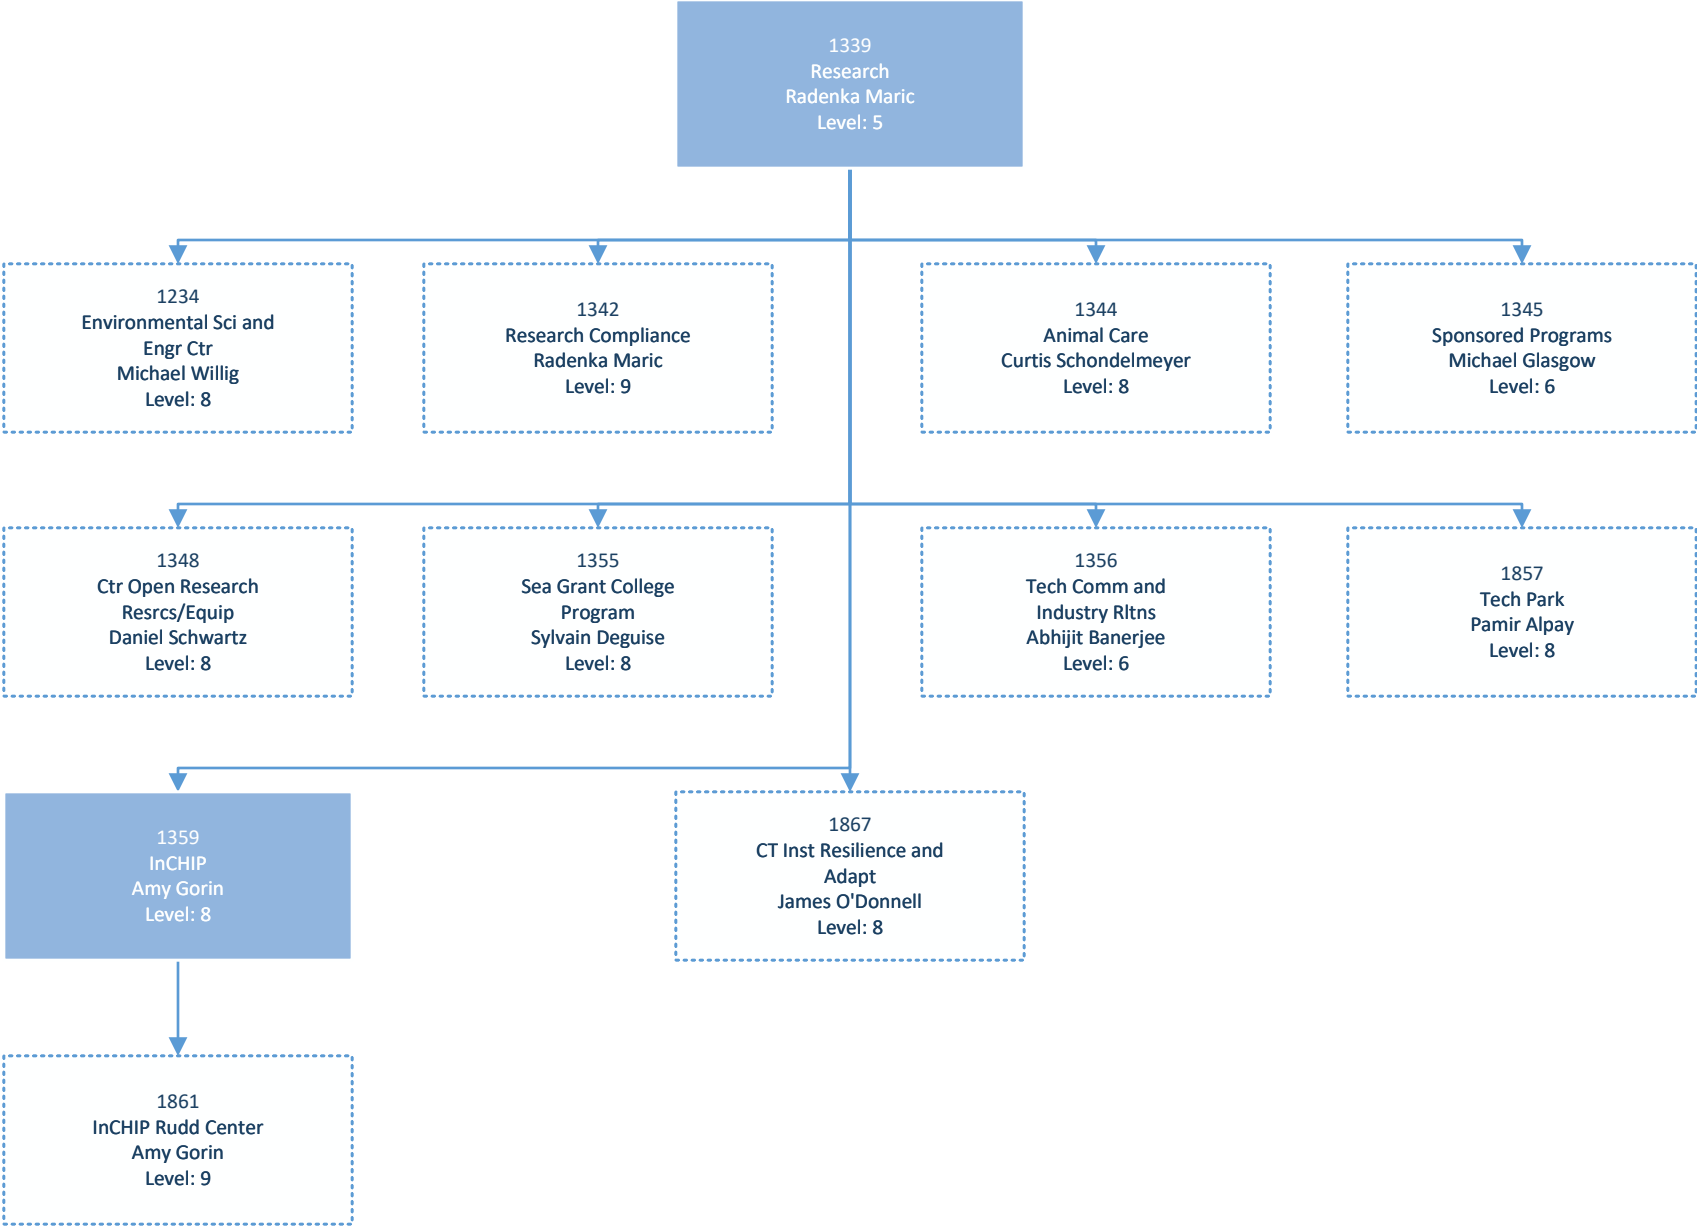 1339
Research
Radenka Maric
Level: 5
1234
Environmental Sci and
Engr Ctr
Michael Willig
Level: 8
1342
Research Compliance
Radenka Maric
Level: 9
1344
Animal Care
Curtis Schondelmeyer
Level: 8
1345
Sponsored Programs
Michael Glasgow
Level: 6
1348
Ctr Open Research
Resrcs/Equip
Daniel Schwartz
Level: 8
1355
Sea Grant College
Program
Sylvain Deguise
Level: 8
1356
Tech Comm and
Industry Rltns
Abhijit Banerjee
Level: 6
1857
Tech Park
Pamir Alpay
Level: 8
1359
InCHIP
Amy Gorin
Level: 8
1867
CT Inst Resilience and
Adapt
James O'Donnell
Level: 8
1861
InCHIP Rudd Center
Amy Gorin
Level: 9